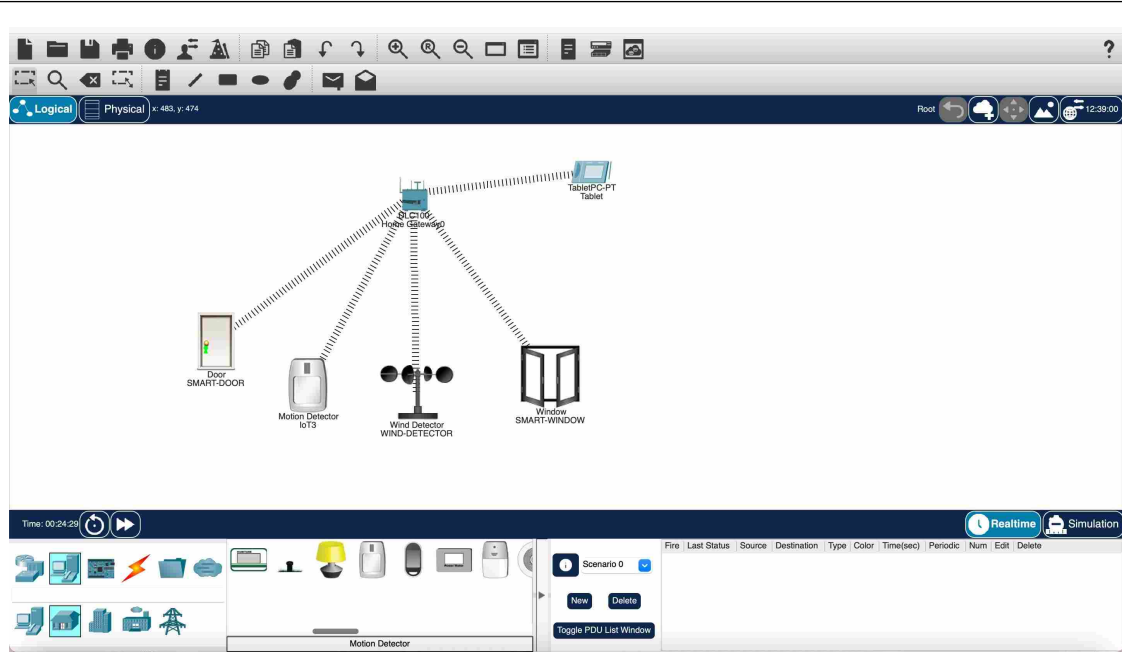 ?
Logical
Physical
x: 483, y: 474
Root
12:39:00
TabletPC-PT
Tablet
DLC100
Home Gateway0
Door
SMART-DOOR
Motion Detector
IoT3
Wind Detector
WIND-DETECTOR
Window
SMART-WINDOW
Time: 00:24:29
Realtime
Simulation
Fire Last Status Source Destination Type Color Time(sec) Periodic Num Edit Delete
Scenario 0
New Delete
Toggle PDU List Window
Motion Detector